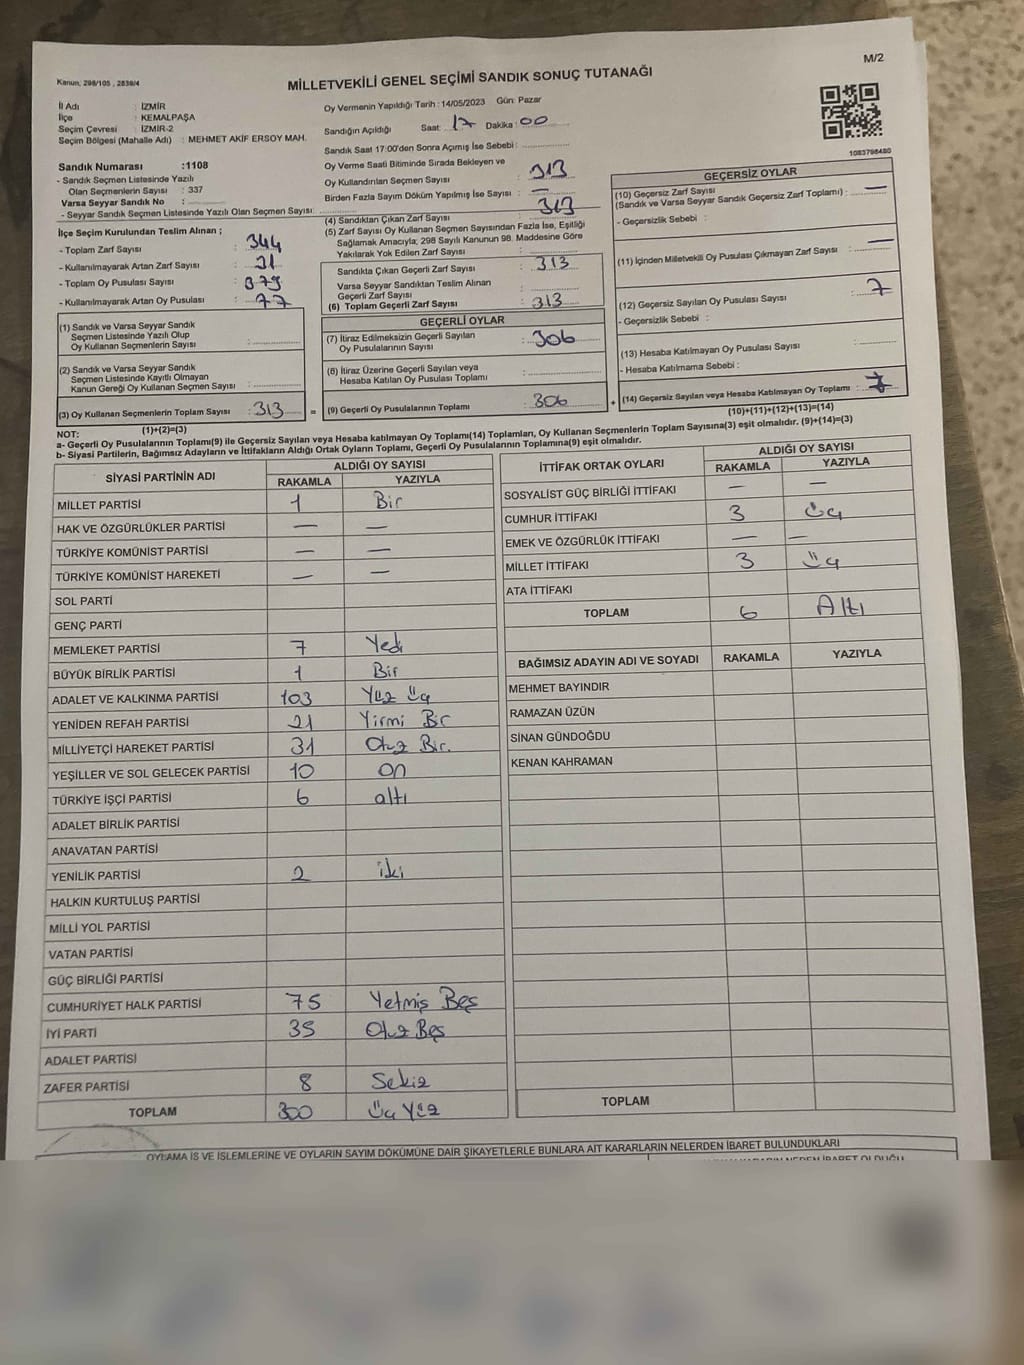 M/2
Kanun; 298/105 , 2839/4
MİLLETVEKİLİ GENEL SEÇİMİ SANDIK SONUÇ TUTANAĞI
İl Adı : İZMİR
İlçe : KEMALPAŞA
Seçim Çevresi : İZMİR-2
Seçim Bölgesi (Mahalle Adı) : MEHMET AKİF ERSOY MAH.
Sandık Numarası :1108
- Sandık Seçmen Listesinde Yazılı
Olan Seçmenlerin Sayısı : 337
Varsa Seyyar Sandık No :
- Seyyar Sandık Seçmen Listesinde Yazılı Olan Seçmen Sayısı:
İlçe Seçim Kurulundan Teslim Alınan ;
- Toplam Zarf Sayısı : 344
- Kullanılmayarak Artan Zarf Sayısı : 31
- Toplam Oy Pusulası Sayısı :
- Kullanılmayarak Artan Oy Pusulası : 77
(1) Sandık ve Varsa Seyyar Sandık
Seçmen Listesinde Yazılı Olup
Oy Kullanan Seçmenlerin Sayısı :
(2) Sandık ve Varsa Seyyar Sandık
Seçmen Listesinde Kayıtlı Olmayan
Kanun Gereği Oy Kullanan Seçmen Sayısı :
(3) Oy Kullanan Seçmenlerin Toplam Sayısı : 313
(1)+(2)=(3)
Oy Vermenin Yapıldığı Tarih : 14/05/2023 Gün: Pazar
Sandığın Açıldığı Saat: 17 Dakika : 00
Sandık Saat 17:00'den Sonra Açımış İse Sebebi :
Oy Verme Saati Bitiminde Sırada Bekleyen ve
Oy Kullandırılan Seçmen Sayısı : 313
Birden Fazla Sayım Döküm Yapılmış İse Sayısı : —
(4) Sandıktan Çıkan Zarf Sayısı : 313
(5) Zarf Sayısı Oy Kullanan Seçmen Sayısından Fazla İse, Eşitliği
Sağlamak Amacıyla; 298 Sayılı Kanunun 98. Maddesine Göre
Yakılarak Yok Edilen Zarf Sayısı :
Sandıkta Çıkan Geçerli Zarf Sayısı : 313
Varsa Seyyar Sandıktan Teslim Alınan
Geçerli Zarf Sayısı :
(6) Toplam Geçerli Zarf Sayısı : 313
GEÇERLİ OYLAR
(7) İtiraz Edilmeksizin Geçerli Sayılan
Oy Pusulalarının Sayısı : 306
(8) İtiraz Üzerine Geçerli Sayılan veya
Hesaba Katılan Oy Pusulası Toplamı :
= (9) Geçerli Oy Pusulalarının Toplamı : 306
1083798480
GEÇERSİZ OYLAR
(10) Geçersiz Zarf Sayısı
(Sandık ve Varsa Seyyar Sandık Geçersiz Zarf Toplamı) : —
- Geçersizlik Sebebi :
(11) İçinden Milletvekili Oy Pusulası Çıkmayan Zarf Sayısı : —
(12) Geçersiz Sayılan Oy Pusulası Sayısı : 7
- Geçersizlik Sebebi :
(13) Hesaba Katılmayan Oy Pusulası Sayısı :
- Hesaba Katılmama Sebebi :
+ (14) Geçersiz Sayılan veya Hesaba Katılmayan Oy Toplamı : 7
(10)+(11)+(12)+(13)=(14)
NOT:
a- Geçerli Oy Pusulalarının Toplamı(9) ile Geçersiz Sayılan veya Hesaba katılmayan Oy Toplamı(14) Toplamları, Oy Kullanan Seçmenlerin Toplam Sayısına(3) eşit olmalıdır. (9)+(14)=(3)
b- Siyasi Partilerin, Bağımsız Adayların ve İttifakların Aldığı Ortak Oyların Toplamı, Geçerli Oy Pusulalarının Toplamına(9) eşit olmalıdır.
SİYASİ PARTİNİN ADI ALDIĞI OY SAYISI
RAKAMLA YAZIYLA
MİLLET PARTİSİ 1 Bir
HAK VE ÖZGÜRLÜKLER PARTİSİ — —
TÜRKİYE KOMÜNİST PARTİSİ — —
TÜRKİYE KOMÜNİST HAREKETİ — —
SOL PARTİ
GENÇ PARTİ
MEMLEKET PARTİSİ 7 Yedi
BÜYÜK BİRLİK PARTİSİ 1 Bir
ADALET VE KALKINMA PARTİSİ 103 Yüz üç
YENİDEN REFAH PARTİSİ 21 Yirmi Bir
MİLLİYETÇİ HAREKET PARTİSİ 31 Otuz Bir.
YEŞİLLER VE SOL GELECEK PARTİSİ 10 on
TÜRKİYE İŞÇİ PARTİSİ 6 altı
ADALET BİRLİK PARTİSİ
ANAVATAN PARTİSİ
YENİLİK PARTİSİ 2 iki
HALKIN KURTULUŞ PARTİSİ
MİLLİ YOL PARTİSİ
VATAN PARTİSİ
GÜÇ BİRLİĞİ PARTİSİ
CUMHURİYET HALK PARTİSİ 75 Yetmiş Beş
İYİ PARTİ 35 Otuz Beş
ADALET PARTİSİ
ZAFER PARTİSİ 8 Sekiz
TOPLAM 300 üç Yüz
İTTİFAK ORTAK OYLARI ALDIĞI OY SAYISI
RAKAMLA YAZIYLA
SOSYALİST GÜÇ BİRLİĞİ İTTİFAKI — —
CUMHUR İTTİFAKI 3 üç
EMEK VE ÖZGÜRLÜK İTTİFAKI — —
MİLLET İTTİFAKI 3 üç
ATA İTTİFAKI
TOPLAM 6 Altı
BAĞIMSIZ ADAYIN ADI VE SOYADI RAKAMLA YAZIYLA
MEHMET BAYINDIR
RAMAZAN ÜZÜN
SİNAN GÜNDOĞDU
KENAN KAHRAMAN
TOPLAM
OYLAMA İŞ VE İŞLEMLERİNE VE OYLARIN SAYIM DÖKÜMÜNE DAİR ŞİKAYETLERLE BUNLARA AİT KARARLARIN NELERDEN İBARET BULUNDUKLARI